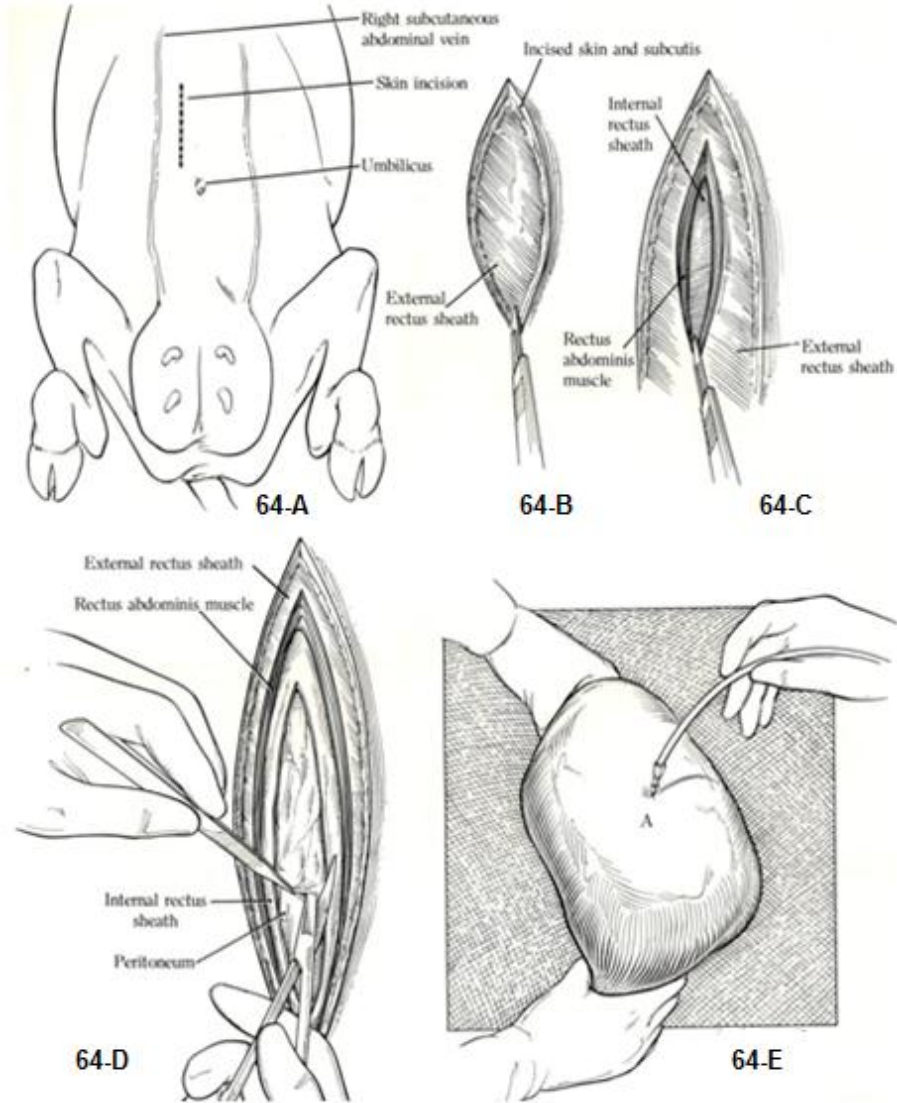 Right subcutaneous
abdominal vein
Skin incision
Umbilicus
Incised skin and subcutis
Internal
rectus
sheath
External
rectus sheath
Rectus
abdominis
muscle
External
rectus sheath
64-A
64-B
64-C
External rectus sheath
Rectus abdominis muscle
Internal rectus
sheath
Peritoneum
A
64-D
64-E